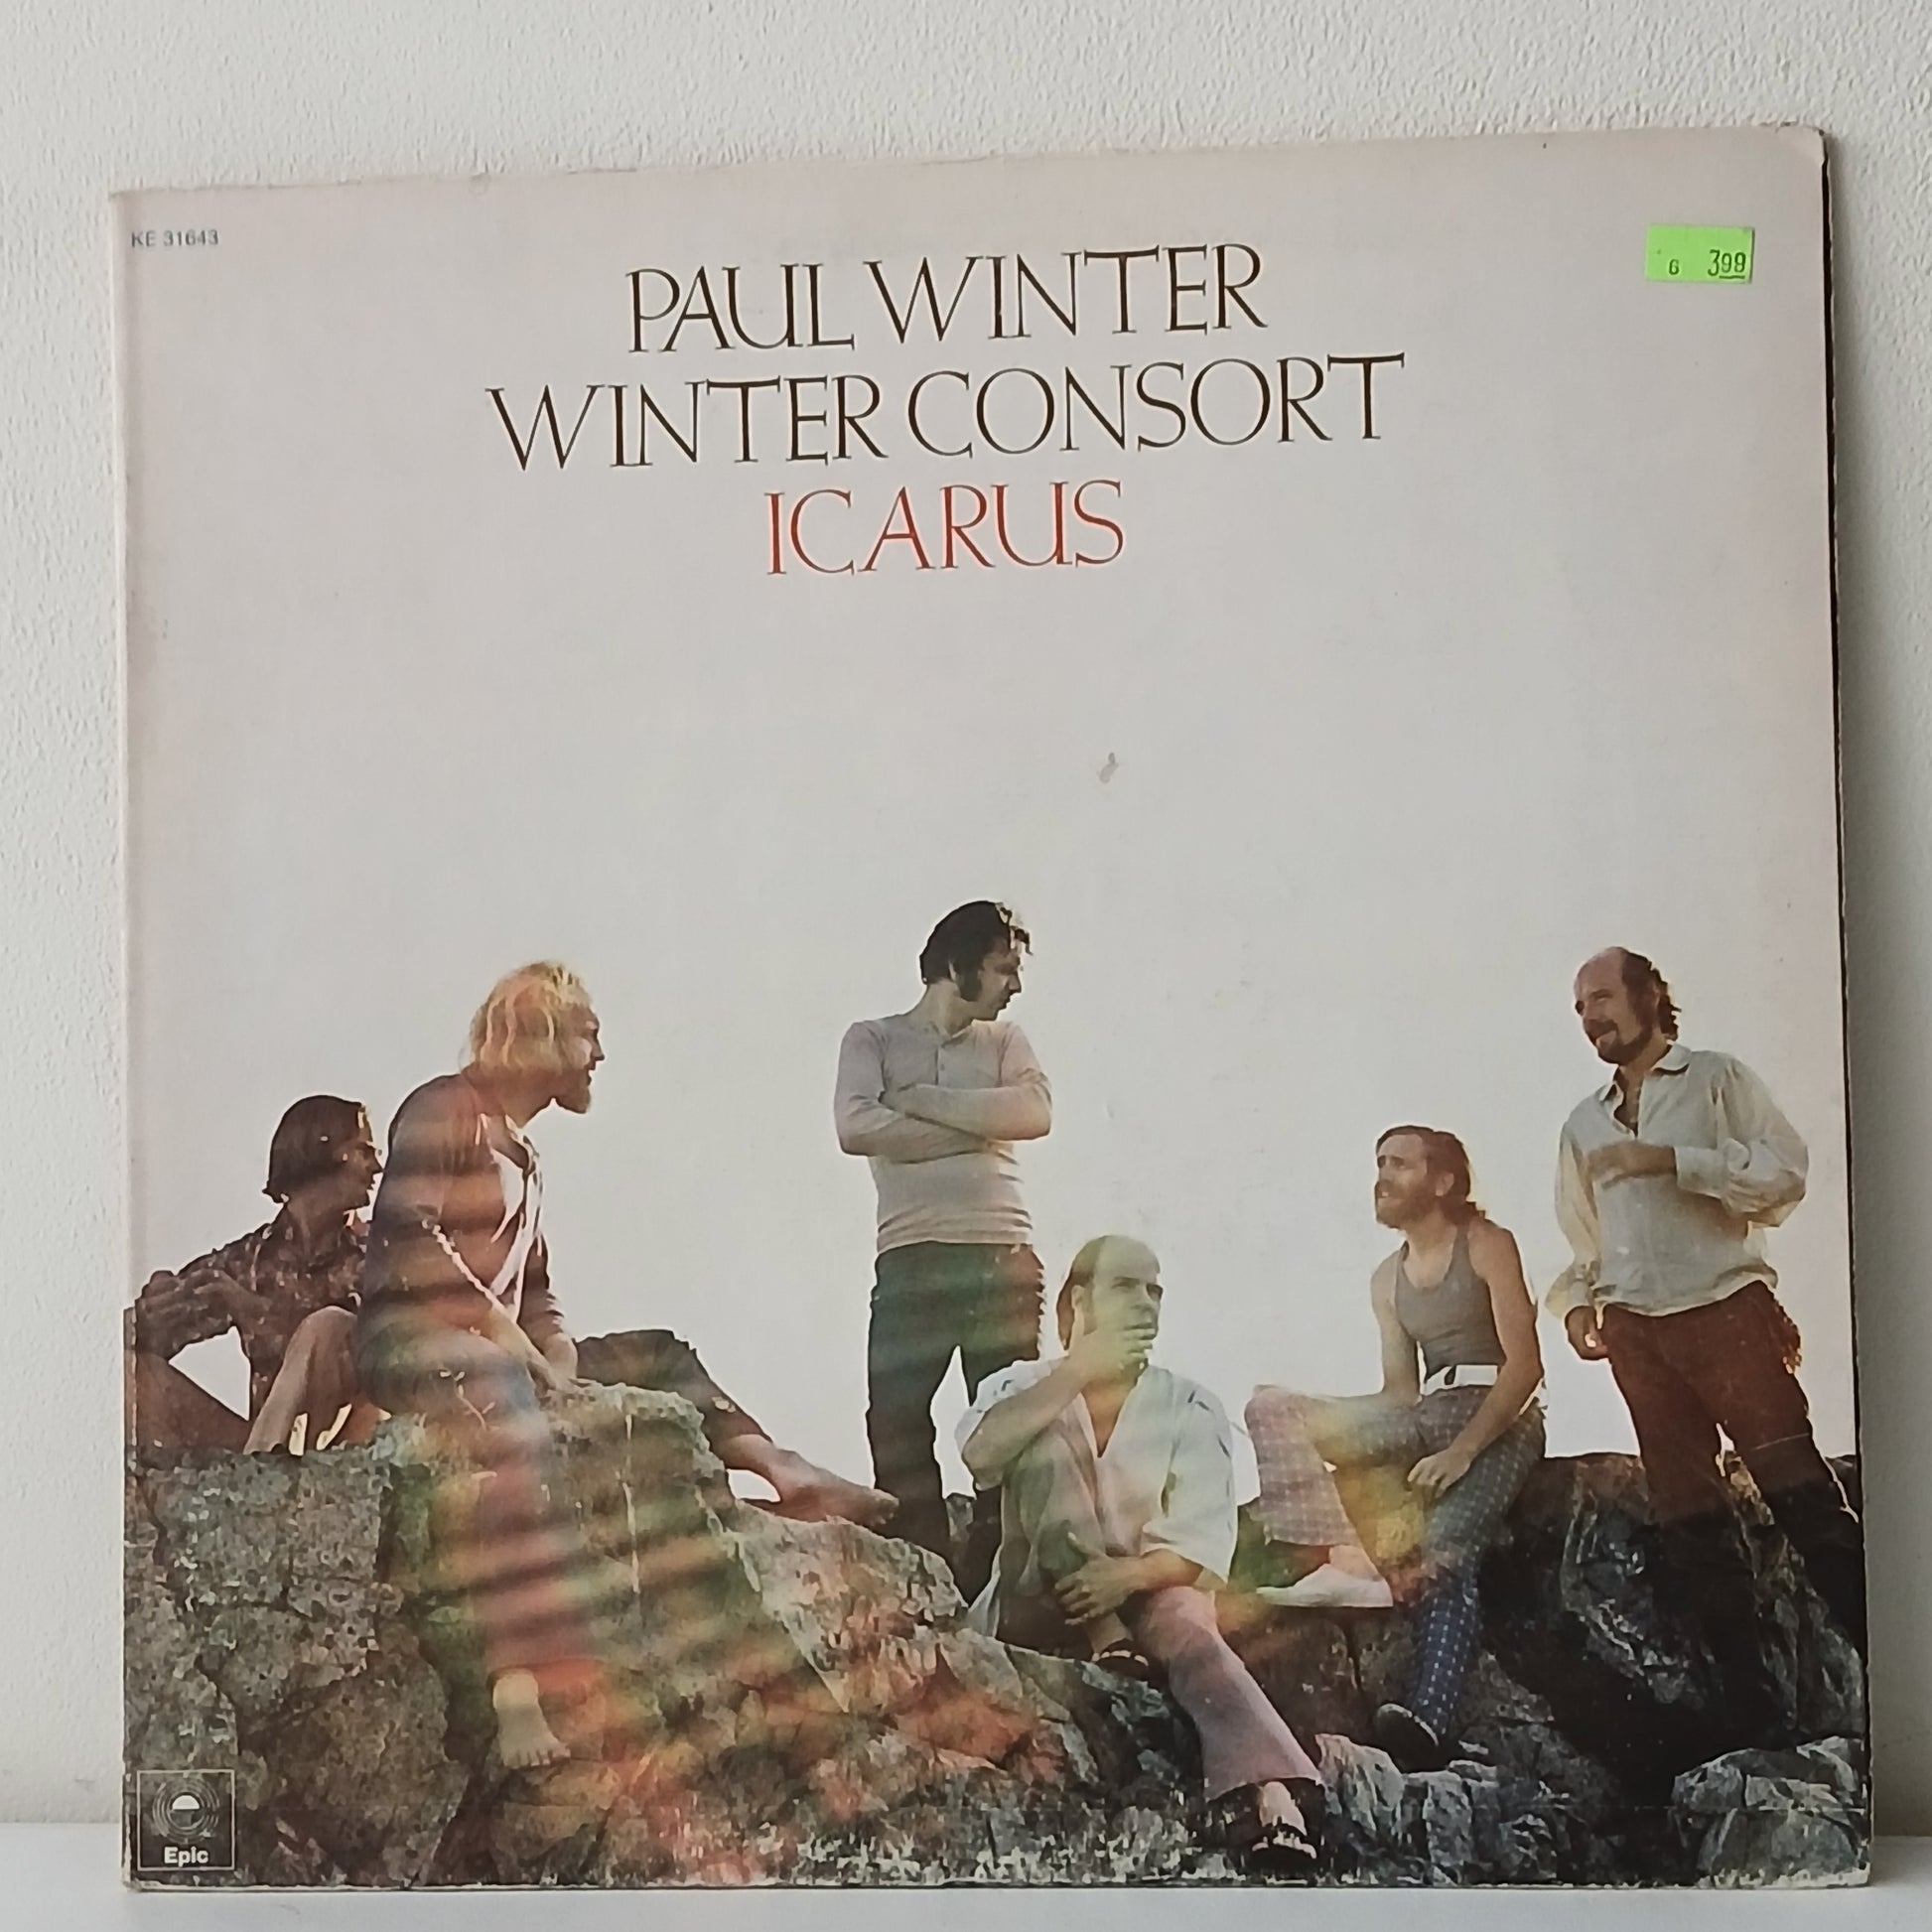 KE 31643
6 399
PAUL WINTER
WINTER CONSORT
ICARUS
Epic